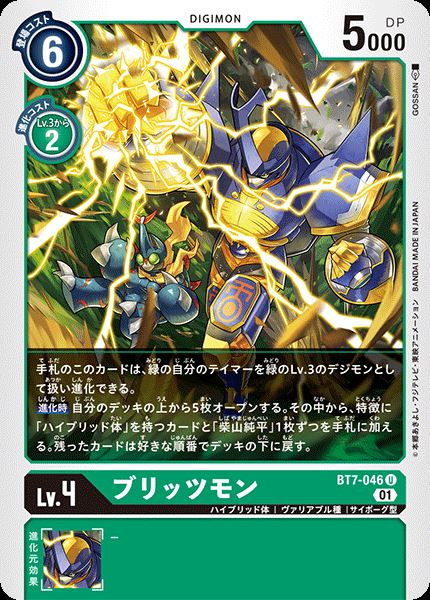 登場コスト
6
DIGIMON
5000
DP
進化コスト
Lv.3から
2
GOSSAN
© 本郷あきよし・フジテレビ・東映アニメーション BANDAI MADE IN JAPAN
手札のこのカードは、緑の自分のテイマーを緑のLv.3のデジモンとし
て扱い進化できる。
進化時 自分のデッキの上から5枚オープンする。その中から、特徴に
「ハイブリッド体」を持つカードと「柴山純平」1枚ずつを手札に加え
る。残ったカードは好きな順番でデッキの下に戻す。
Lv.4
ブリッツモン
BT7-046 U
01
ハイブリッド体 | ヴァリアブル種 | サイボーグ型
進化元効果
–